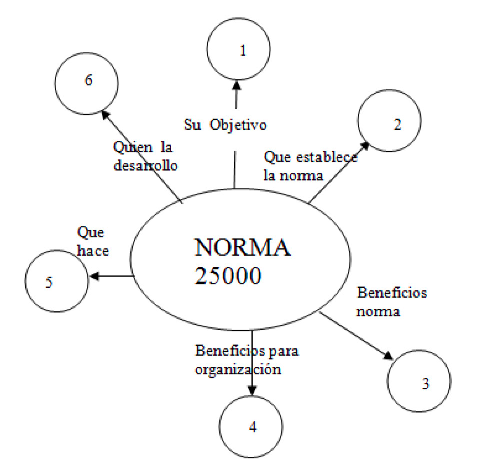 1
6
Su Objetivo
2
Quien la
desarrollo
Que establece
la norma
Que
hace
NORMA
25000
5
Beneficios
norma
Beneficios para
organización
3
4